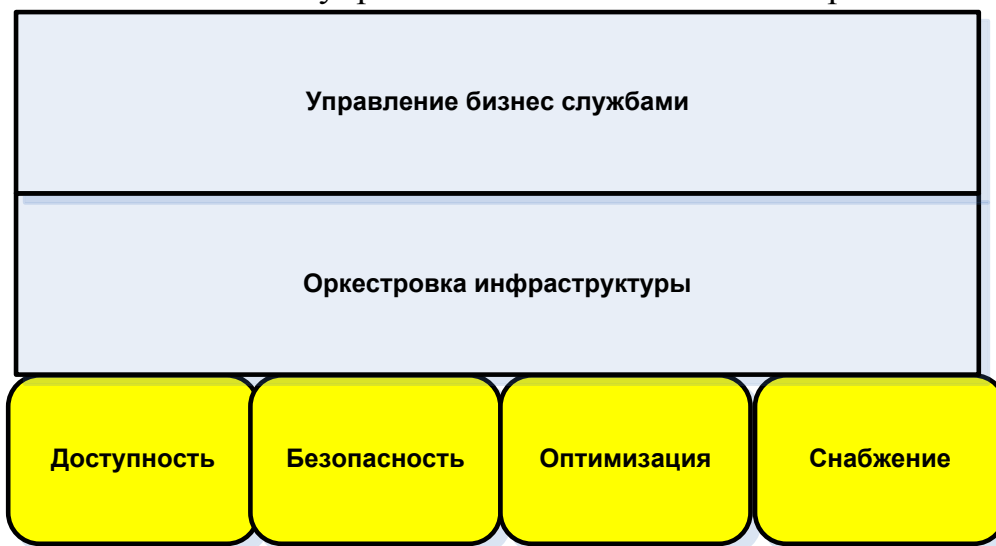 Управление бизнес службами
Оркестровка инфраструктуры
Доступность Безопасность Оптимизация Снабжение